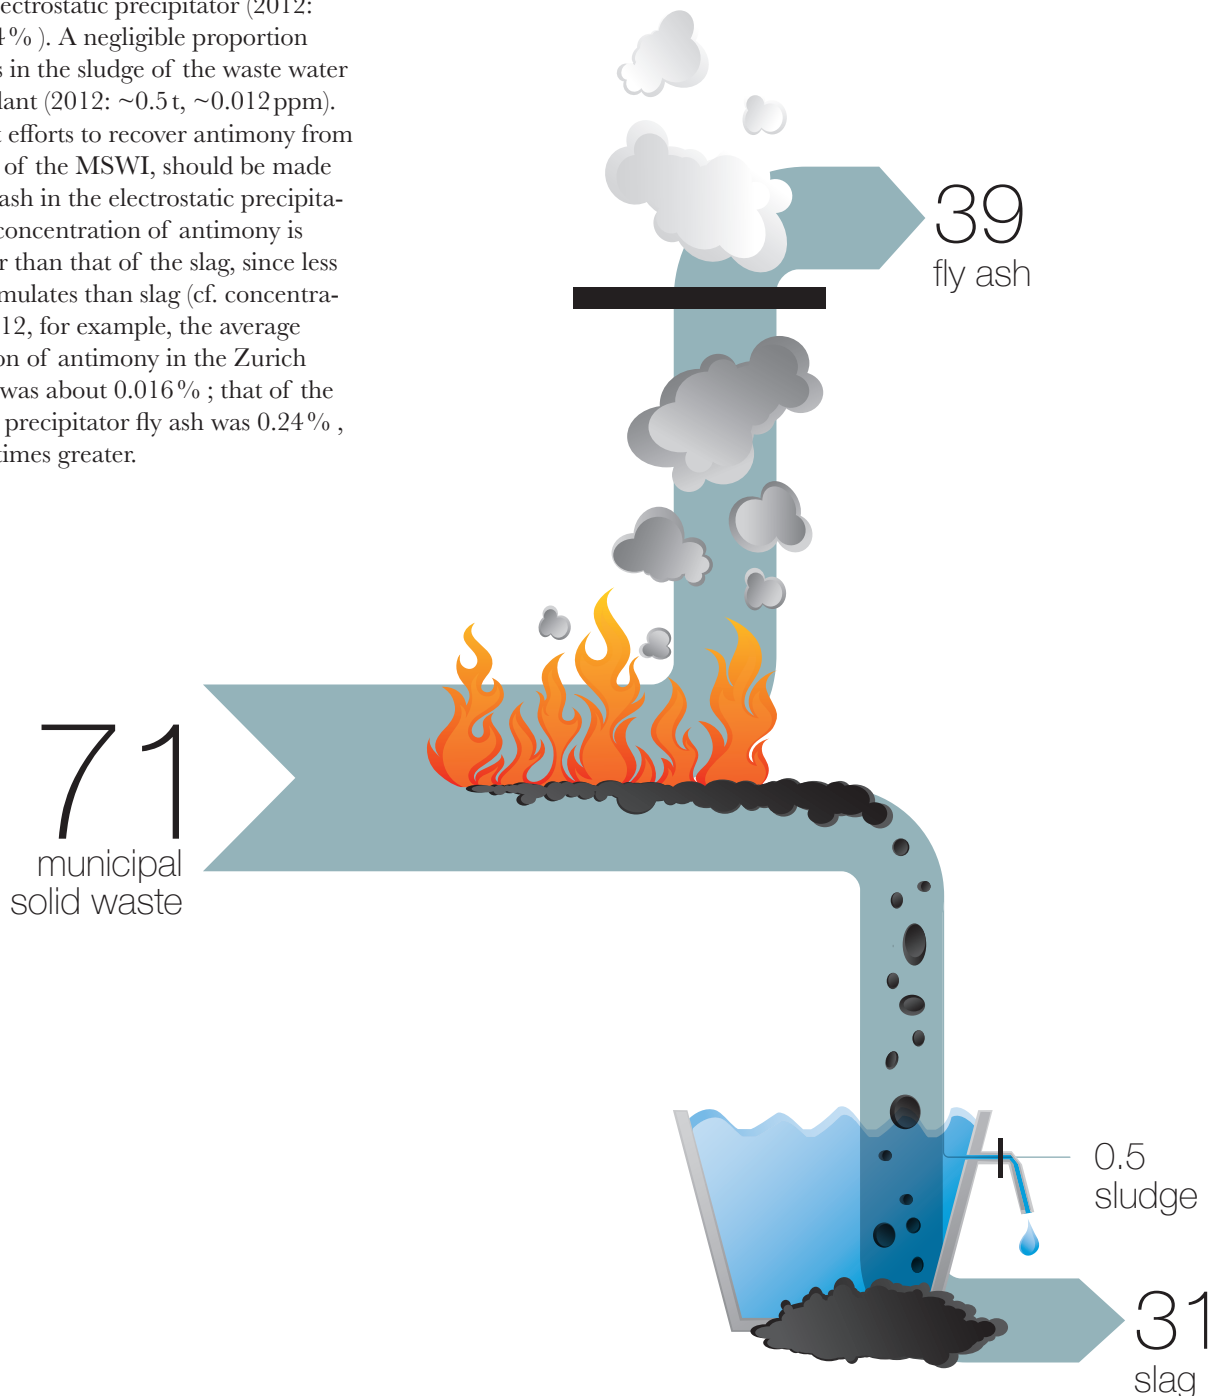 ectrostatic precipitator (2012:
4 % ). A negligible proportion
s in the sludge of the waste water
lant (2012: ~0.5 t, ~0.012 ppm).
t efforts to recover antimony from
of the MSWI, should be made
ash in the electrostatic precipita-
concentration of antimony is
r than that of the slag, since less
mulates than slag (cf. concentra-
12, for example, the average
on of antimony in the Zurich
was about 0.016 % ; that of the
precipitator fly ash was 0.24 % ,
times greater.
39
fly ash
71
municipal
solid waste
0.5
sludge
31
slag